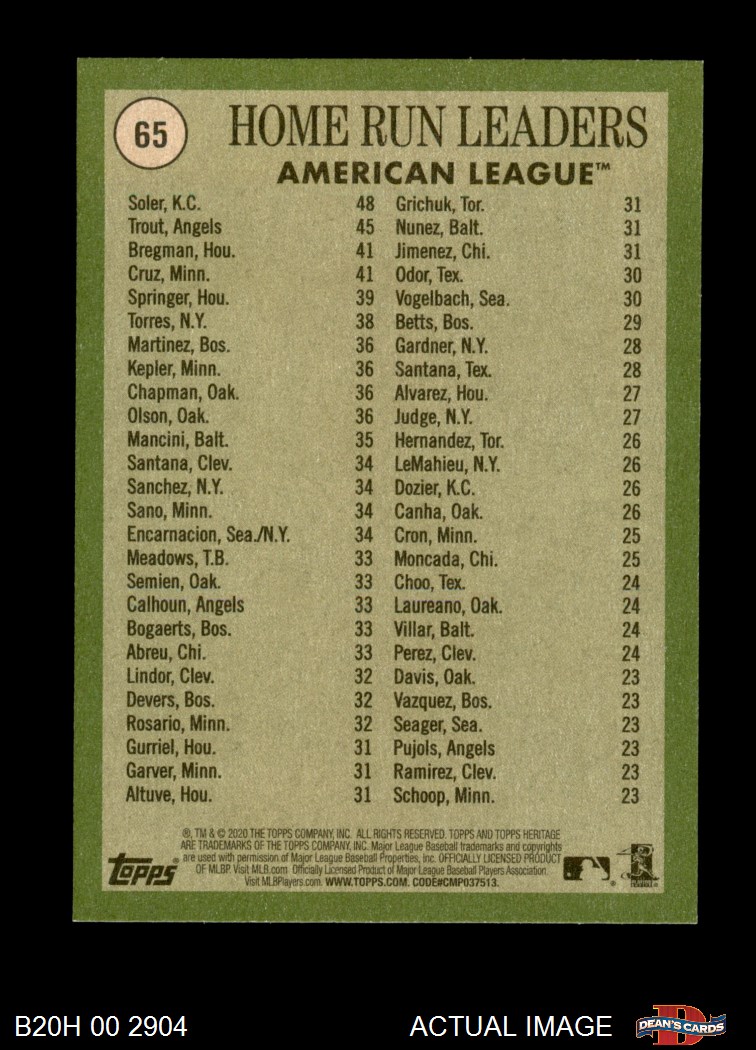 65
HOME RUN LEADERS
AMERICAN LEAGUE™
Soler, K.C. 48
Trout, Angels 45
Bregman, Hou. 41
Cruz, Minn. 41
Springer, Hou. 39
Torres, N.Y. 38
Martinez, Bos. 36
Kepler, Minn. 36
Chapman, Oak. 36
Olson, Oak. 36
Mancini, Balt. 35
Santana, Clev. 34
Sanchez, N.Y. 34
Sano, Minn. 34
Encarnacion, Sea./N.Y. 34
Meadows, T.B. 33
Semien, Oak. 33
Calhoun, Angels 33
Bogaerts, Bos. 33
Abreu, Chi. 33
Lindor, Clev. 32
Devers, Bos. 32
Rosario, Minn. 32
Gurriel, Hou. 31
Garver, Minn. 31
Altuve, Hou. 31
Grichuk, Tor. 31
Nunez, Balt. 31
Jimenez, Chi. 31
Odor, Tex. 30
Vogelbach, Sea. 30
Betts, Bos. 29
Gardner, N.Y. 28
Santana, Tex. 28
Alvarez, Hou. 27
Judge, N.Y. 27
Hernandez, Tor. 26
LeMahieu, N.Y. 26
Dozier, K.C. 26
Canha, Oak. 26
Cron, Minn. 25
Moncada, Chi. 25
Choo, Tex. 24
Laureano, Oak. 24
Villar, Balt. 24
Perez, Clev. 24
Davis, Oak. 23
Vazquez, Bos. 23
Seager, Sea. 23
Pujols, Angels 23
Ramirez, Clev. 23
Schoop, Minn. 23
®, TM & © 2020 THE TOPPS COMPANY, INC. ALL RIGHTS RESERVED. TOPPS AND TOPPS HERITAGE
ARE TRADEMARKS OF THE TOPPS COMPANY, INC. Major League Baseball trademarks and copyrights
are used with permission of Major League Baseball Properties, Inc. OFFICIALLY LICENSED PRODUCT
OF MLBP. Visit MLB.com Officially Licensed Product of Major League Baseball Players Association.
Visit MLBPlayers.com. WWW.TOPPS.COM. CODE#CMP037513.
Topps®
B20H 00 2904
ACTUAL IMAGE
DEAN'S CARDS